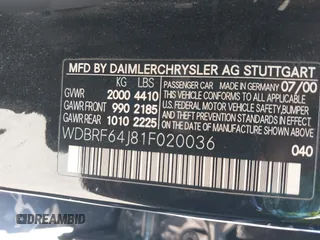 MFD BY DAIMLERCHRYSLER AG STUTTGART
KG LBS
GVWR 2000 4410
GAWR FRONT 990 2185
GAWR REAR 1010 2225
PASSENGER CAR MADE IN GERMANY 07/00
THIS VEHICLE CONFORMS TO ALL APPLICABLE
U.S. FEDERAL MOTOR VEHICLE SAFETY, BUMPER,
AND THEFT PREVENTION STANDARDS IN EFFECT
ON THE DATE OF MANUFACTURE SHOWN ABOVE.
WDBRF64J81F020036
040
DREAMBID